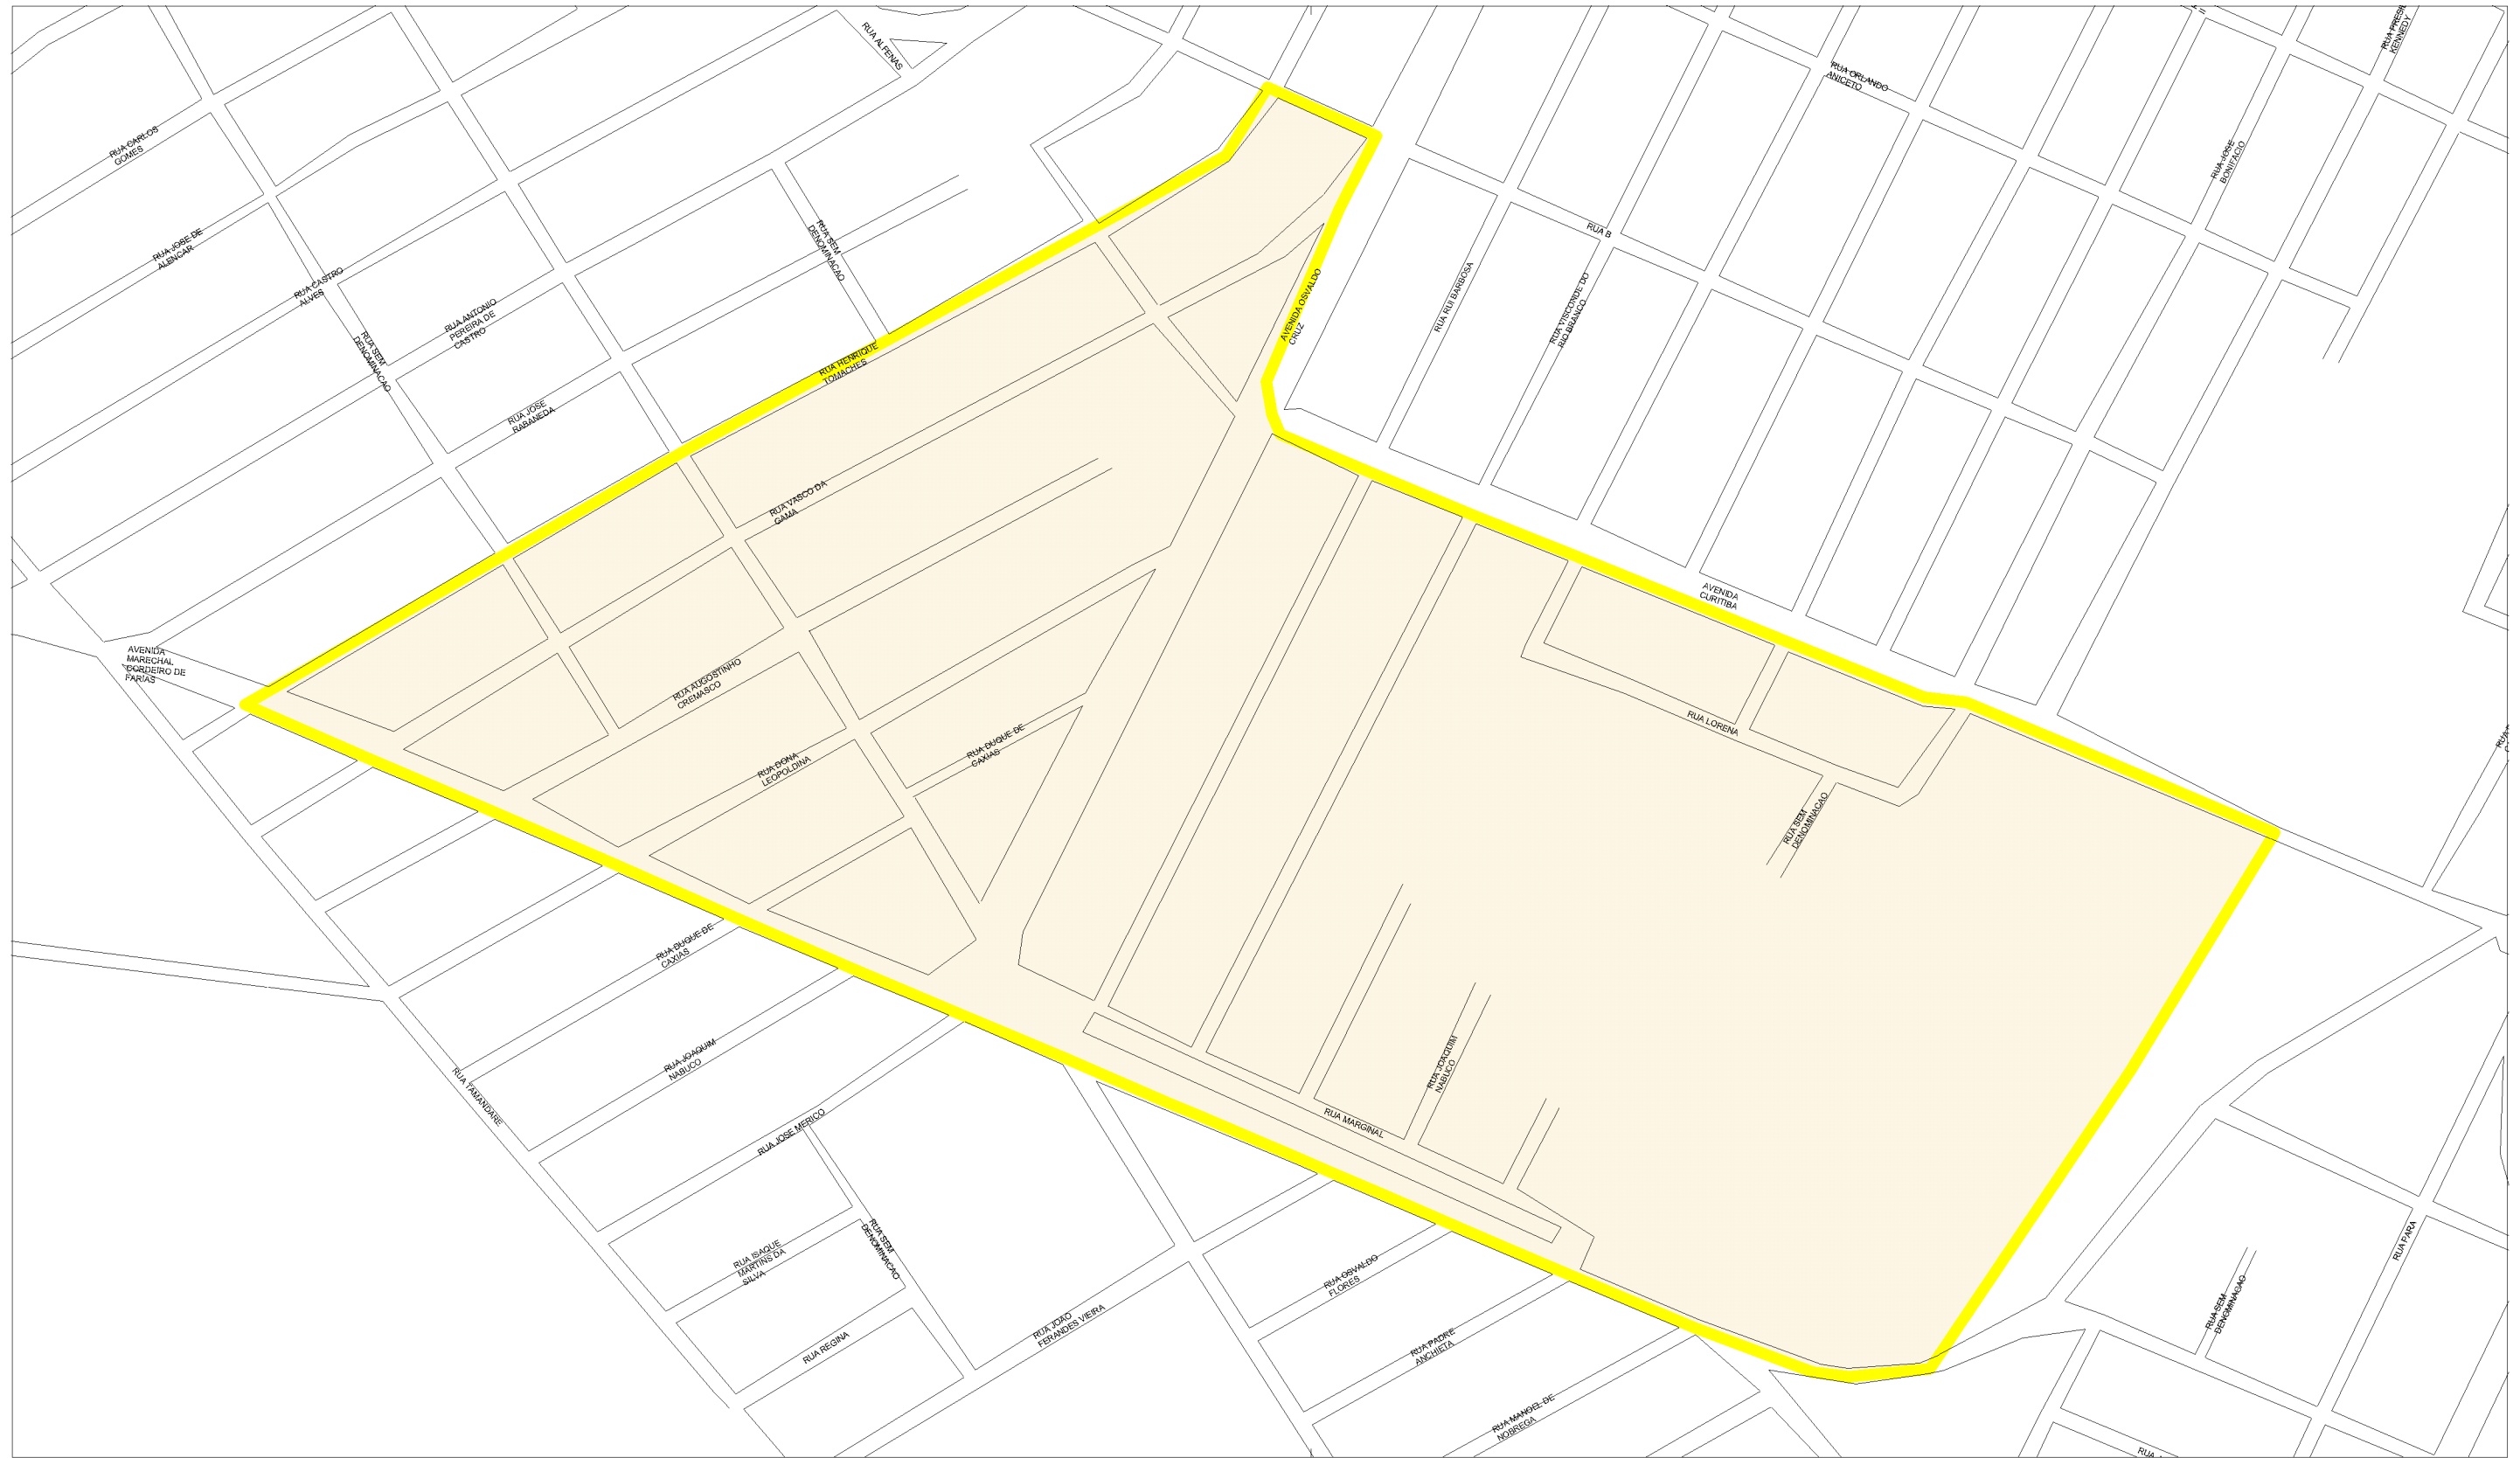 RUA ALFENAS
RUA PRESI
KENNEDY
RUA ORLANDO
ANICETO
RUA CARLOS
GOMES
RUA JOSE
BONIFACIO
RUA JOSE DE
ALENCAR
RUA SEM
DENOMINACAO
RUA B
RUA CASTRO
ALVES
RUA ANTONIO
PEREIRA DE
CASTRO
AVENIDA OSVALDO
CRUZ
RUA RUI BARBOSA
RUA VISCONDE DO
RIO BRANCO
RUA SEM
DENOMINACAO
RUA HENRIQUE
TOMACHES
RUA JOSE
RABANEDA
RUA VASCO DA
GAMA
AVENIDA
CURITIBA
AVENIDA
MARECHAL
CORDEIRO DE
FARIAS
RUA AUGOSTINHO
CREMASCO
RUA LORENA
RUA DUQUE DE
CAXIAS
RUA DONA
LEOPOLDINA
RUA SEM
DENOMINACAO
RUA DUQUE DE
CAXIAS
RUA JOAQUIM
NABUCO
RUA JOAQUIM
NABUCO
RUA TAMANDARE
RUA MARGINAL
RUA JOSE MERICO
RUA ISAQUE
MARTINS DA
SILVA
RUA SEM
DENOMINACAO
RUA PARA
RUA OSVALDO
FLORES
RUA SEM
DENOMINACAO
RUA JOAO
FERANDES VIEIRA
RUA REGINA
RUA PADRE
ANCHIETA
RUA MANOEL DE
NOBREGA
RUA